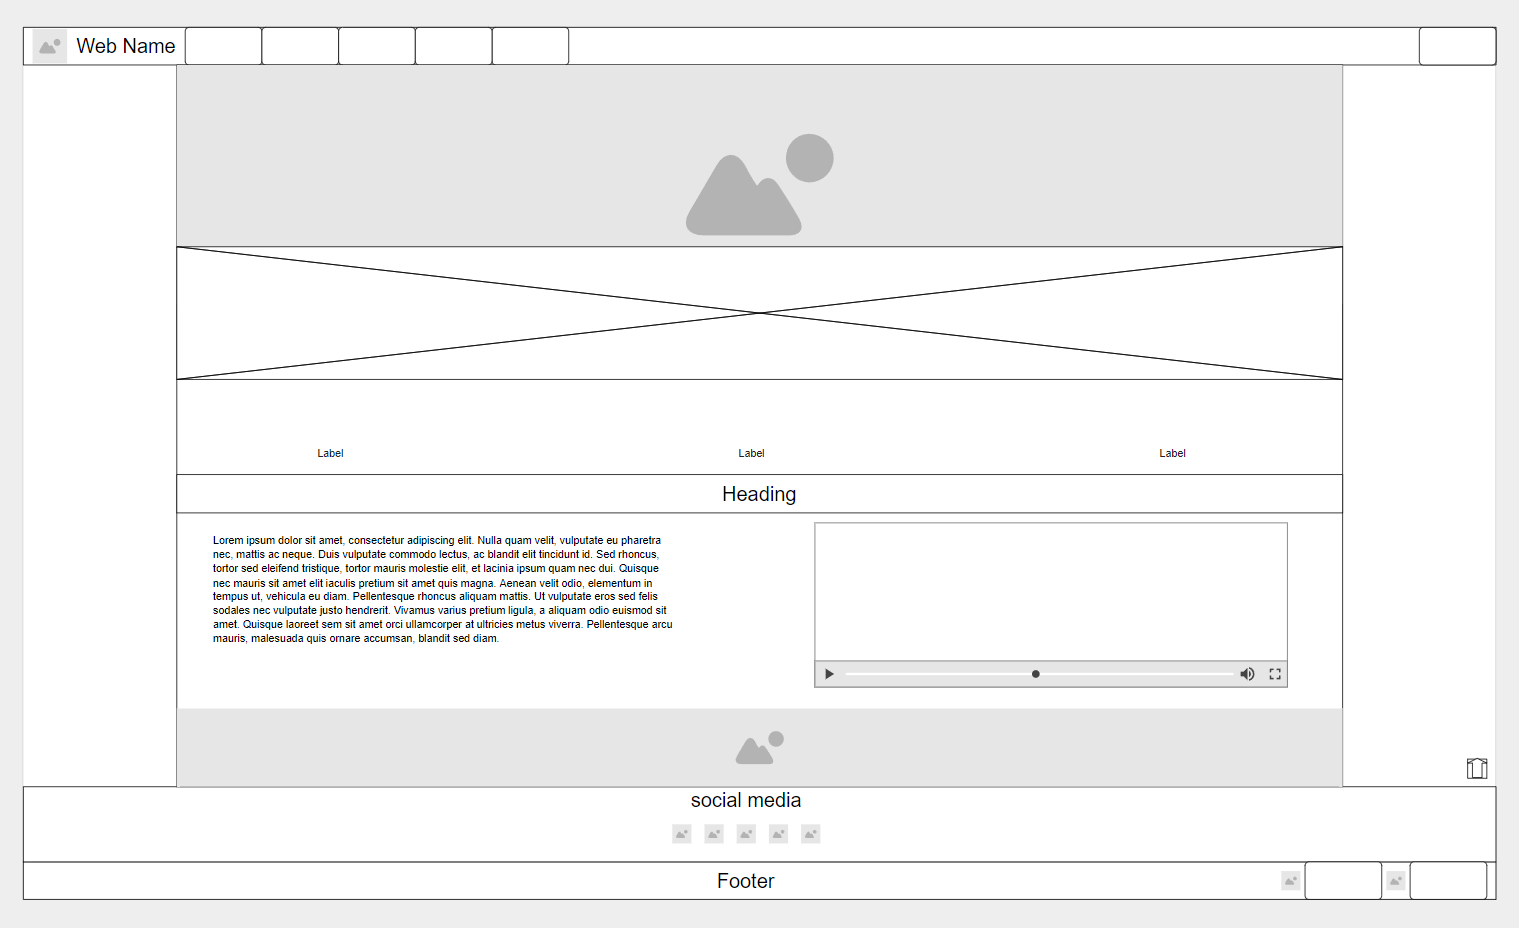 Web Name
Label
Label
Label
Heading
Lorem ipsum dolor sit amet, consectetur adipiscing elit. Nulla quam velit, vulputate eu pharetra
nec, mattis ac neque. Duis vulputate commodo lectus, ac blandit elit tincidunt id. Sed rhoncus,
tortor sed eleifend tristique, tortor mauris molestie elit, et lacinia ipsum quam nec dui. Quisque
nec mauris sit amet elit iaculis pretium sit amet quis magna. Aenean velit odio, elementum in
tempus ut, vehicula eu diam. Pellentesque rhoncus aliquam mattis. Ut vulputate eros sed felis
sodales nec vulputate justo hendrerit. Vivamus varius pretium ligula, a aliquam odio euismod sit
amet. Quisque laoreet sem sit amet orci ullamcorper at ultricies metus viverra. Pellentesque arcu
mauris, malesuada quis ornare accumsan, blandit sed diam.
social media
Footer